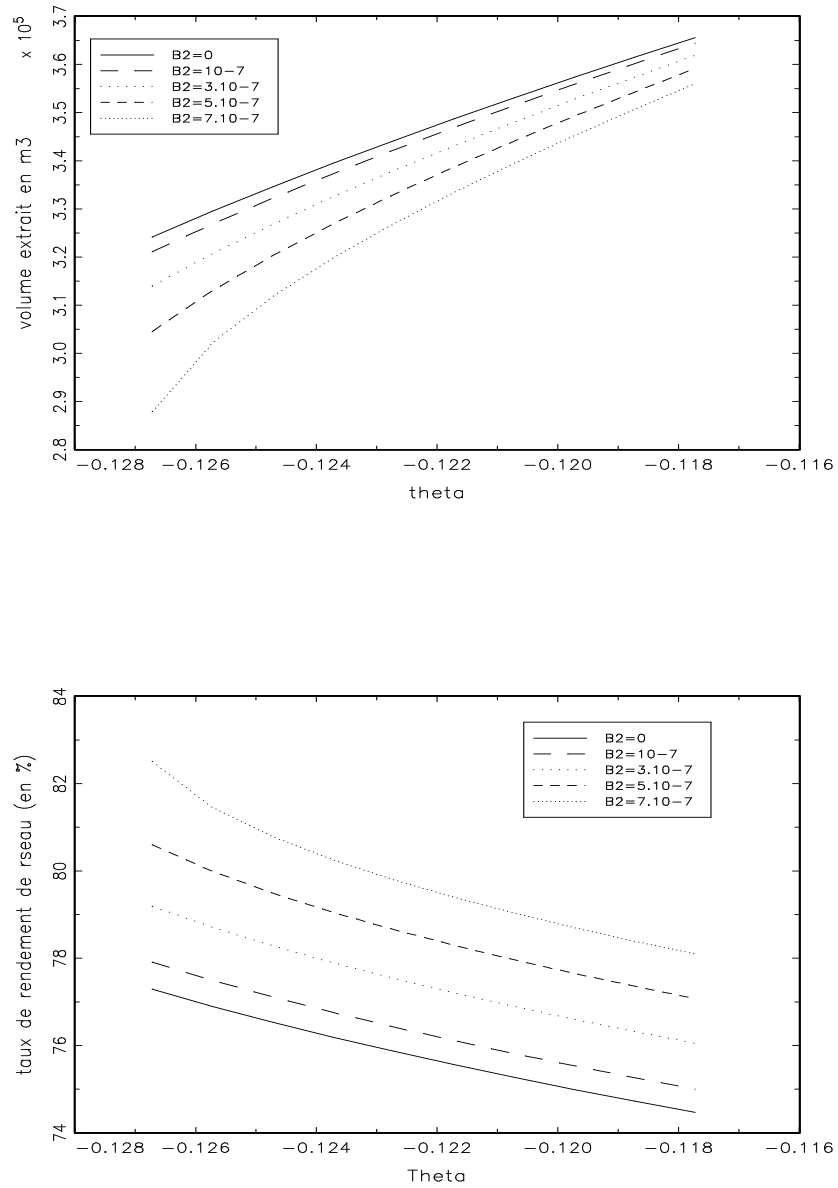 x 10⁵
volume extrait en m3
3.7
3.6
3.5
3.4
3.3
3.2
3.1
3.0
2.9
2.8
B2=0
B2=10−7
B2=3.10−7
B2=5.10−7
B2=7.10−7
−0.128 −0.126 −0.124 −0.122 −0.120 −0.118 −0.116
theta
taux de rendement de rseau (en %)
84
82
80
78
76
74
B2=0
B2=10−7
B2=3.10−7
B2=5.10−7
B2=7.10−7
−0.128 −0.126 −0.124 −0.122 −0.120 −0.118 −0.116
Theta